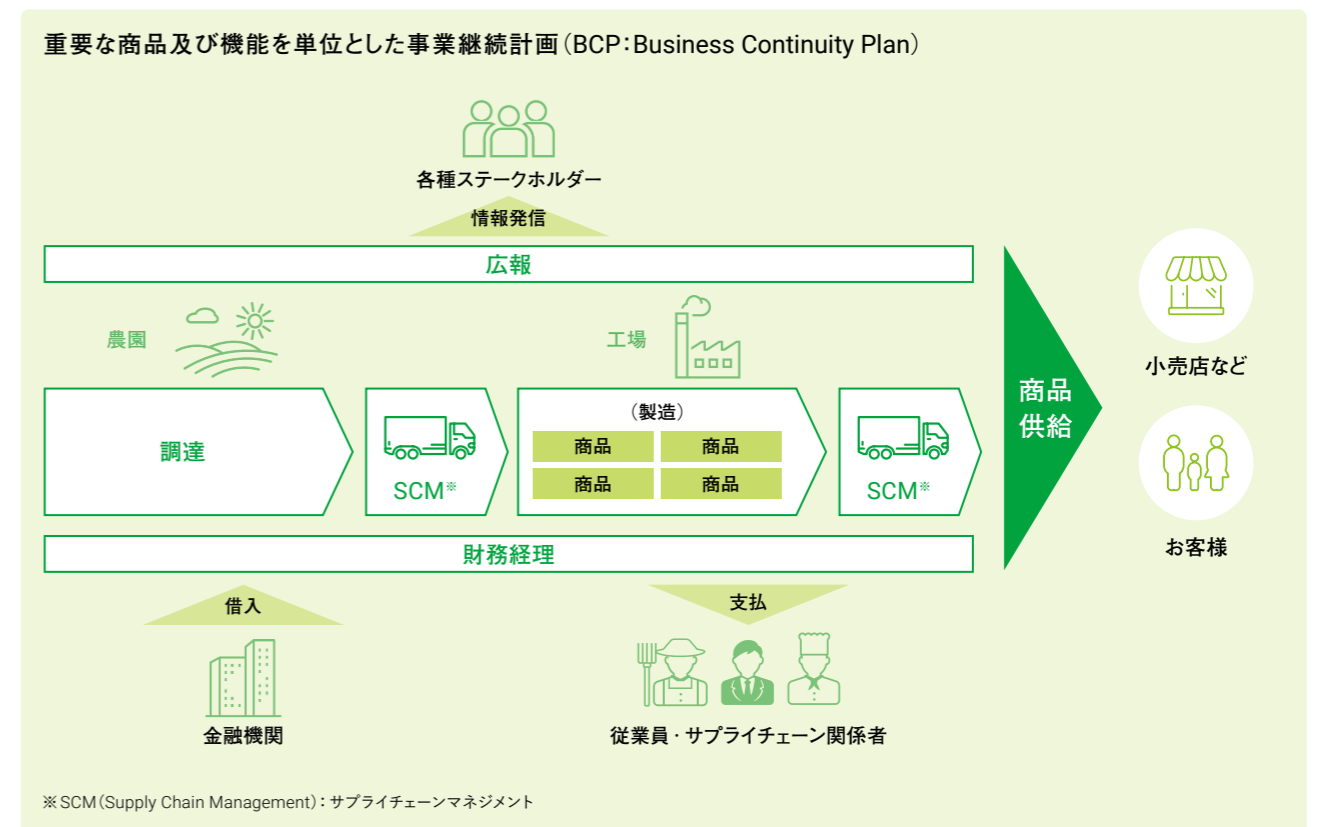 重要な商品及び機能を単位とした事業継続計画（BCP：Business Continuity Plan）
各種ステークホルダー
情報発信
広報
農園
工場
調達
SCM※
（製造）
商品 商品
商品 商品
SCM※
商品
供給
小売店など
お客様
財務経理
借入
支払
金融機関
従業員・サプライチェーン関係者
※SCM（Supply Chain Management）：サプライチェーンマネジメント